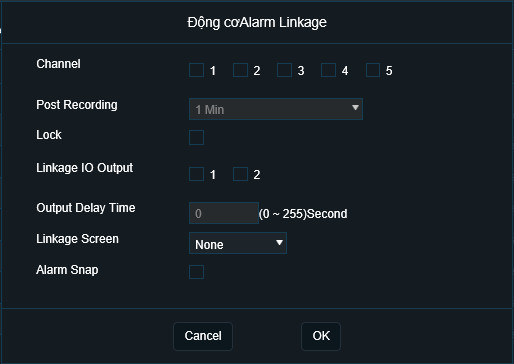 Động cơAlarm Linkage
Channel 1 2 3 4 5
Post Recording 1 Min
Lock
Linkage IO Output 1 2
Output Delay Time 0 (0 ~ 255)Second
Linkage Screen None
Alarm Snap
Cancel OK